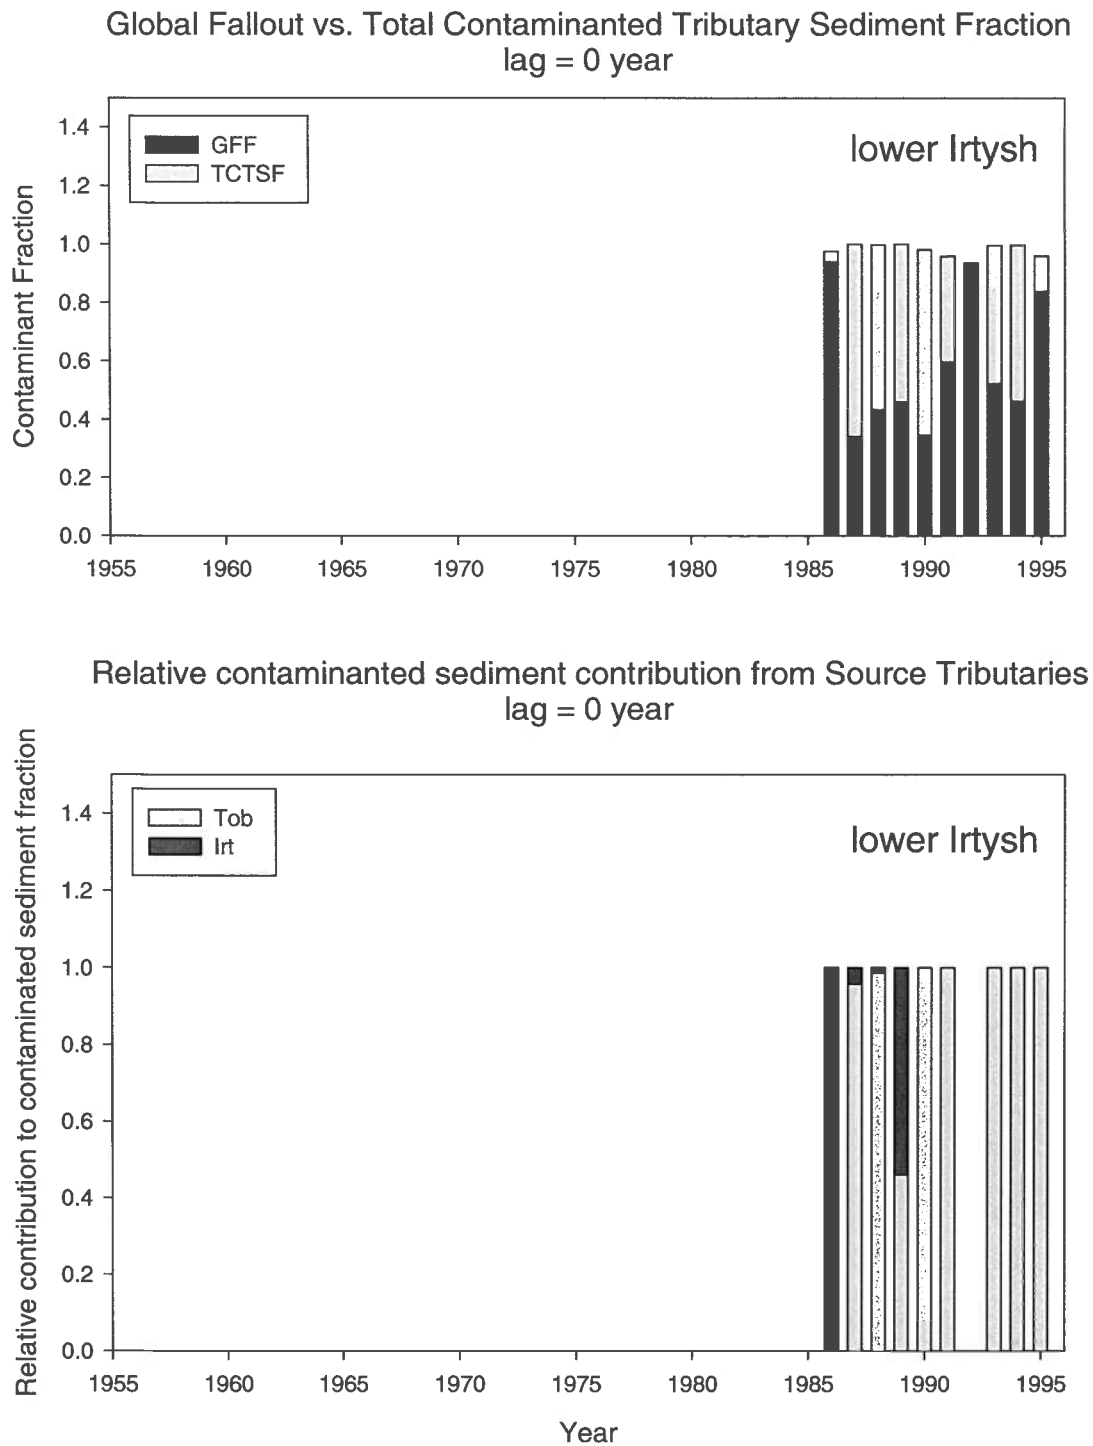 Global Fallout vs. Total Contaminanted Tributary Sediment Fraction
lag = 0 year
GFF
TCTSF
lower Irtysh
Contaminant Fraction
1.4
1.2
1.0
0.8
0.6
0.4
0.2
0.0
1955 1960 1965 1970 1975 1980 1985 1990 1995
Relative contaminanted sediment contribution from Source Tributaries
lag = 0 year
Tob
Irt
lower Irtysh
Relative contribution to contaminated sediment fraction
1.4
1.2
1.0
0.8
0.6
0.4
0.2
0.0
1955 1960 1965 1970 1975 1980 1985 1990 1995
Year